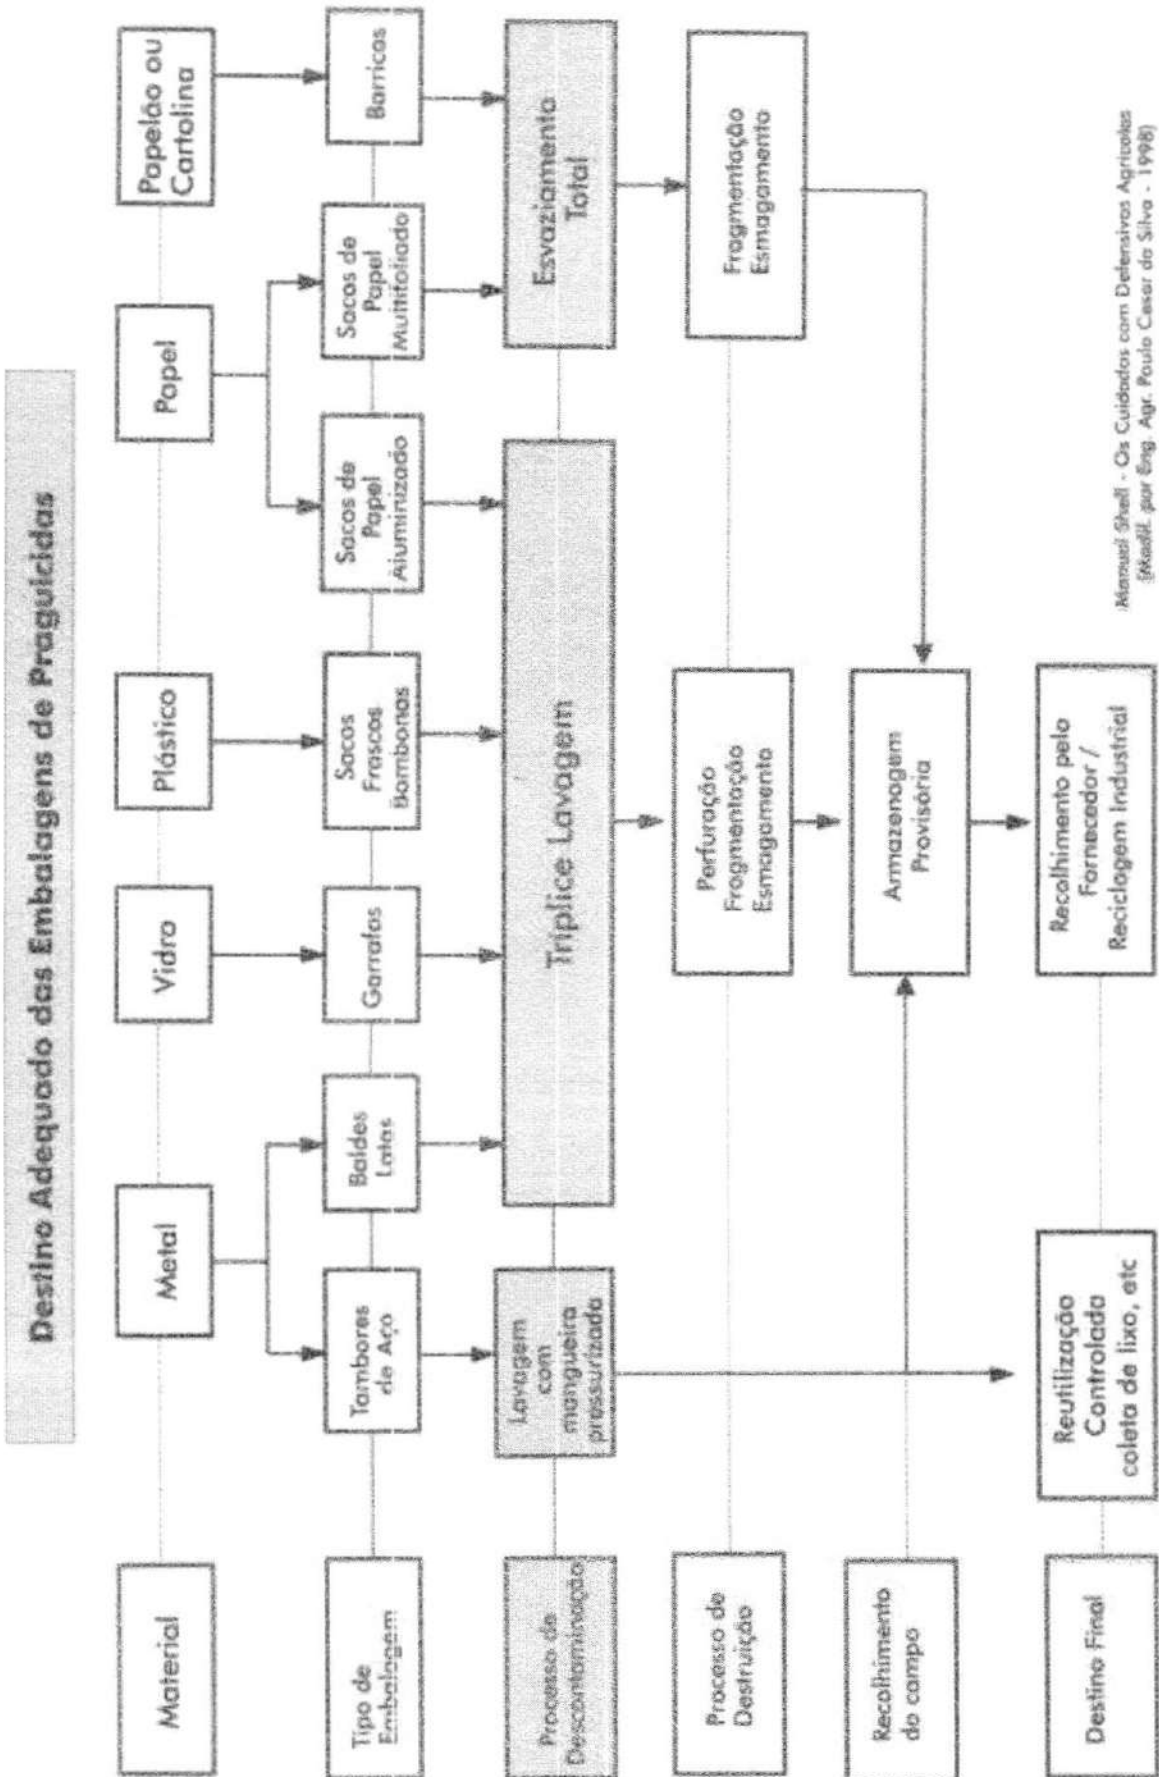 Destino Adequado das Embalagens de Praguicidas
Material
Metal
Vidro
Plástico
Papel
Papelão ou
Cartolina
Tipo de
Embalagem
Tambores
de Aço
Baldes
Latas
Garrafas
Sacos
Frascos
Bombonas
Sacos de
Papel
Aluminizado
Sacos de
Papel
Multifoliado
Barricas
Processo de
Descontaminação
Lavagem
com
mangueira
pressurizada
Tríplice Lavagem
Esvaziamento
Total
Processo de
Destruição
Perfuração
Fragmentação
Esmagamento
Fragmentação
Esmagamento
Recolhimento
do campo
Armazenagem
Provisória
Destino Final
Reutilização
Controlada
coleta de lixo, etc
Recolhimento pelo
Fornecedor /
Reciclagem Industrial
Manual Shell - Os Cuidados com Defensivos Agrícolas
(Modif. por Eng. Agr. Paulo Cesar da Silva - 1998)